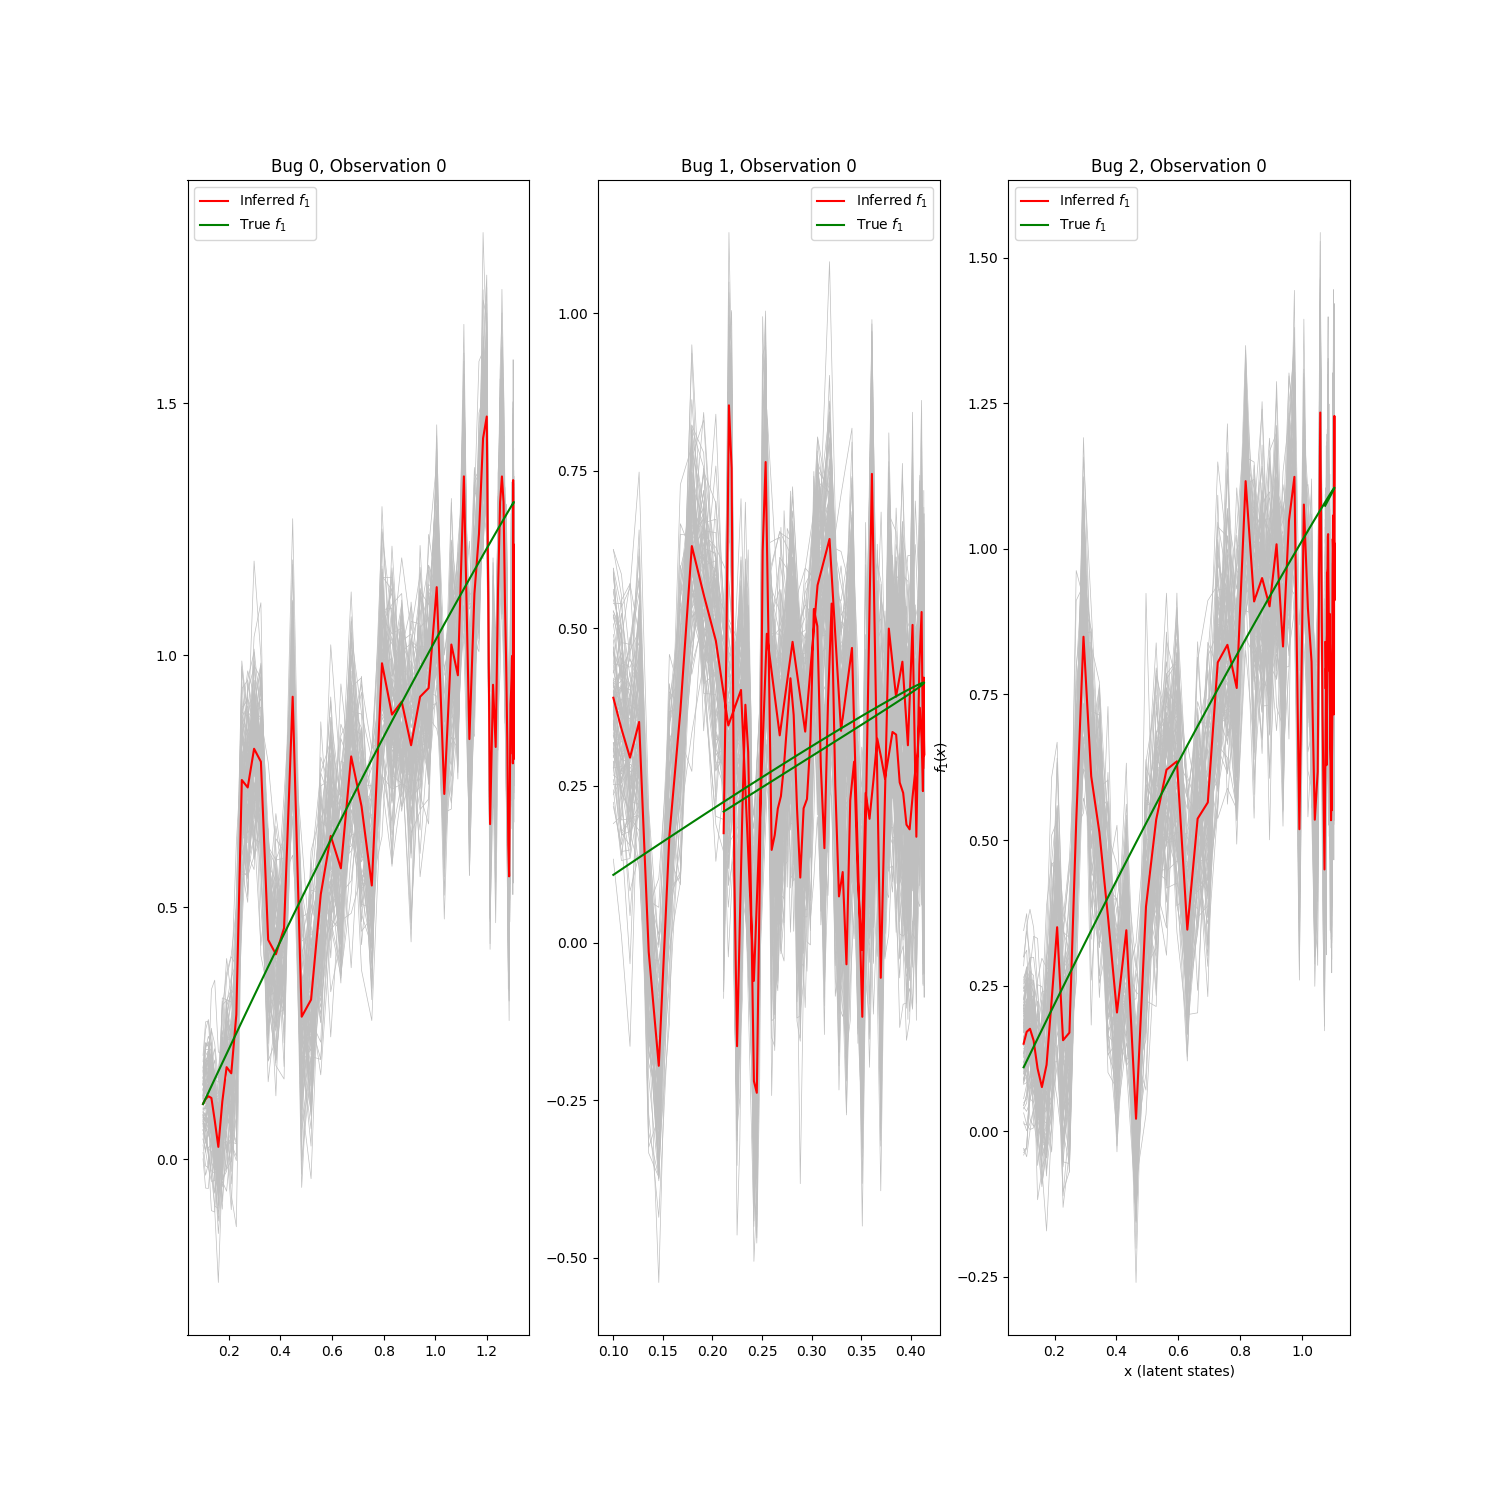 Bug 0, Observation 0
Inferred f₁
True f₁
1.5
1.0
0.5
0.0
0.2 0.4 0.6 0.8 1.0 1.2
Bug 1, Observation 0
Inferred f₁
True f₁
1.00
0.75
0.50
0.25
0.00
−0.25
−0.50
0.10 0.15 0.20 0.25 0.30 0.35 0.40
Bug 2, Observation 0
Inferred f₁
True f₁
f₁(x)
1.50
1.25
1.00
0.75
0.50
0.25
0.00
−0.25
0.2 0.4 0.6 0.8 1.0
x (latent states)